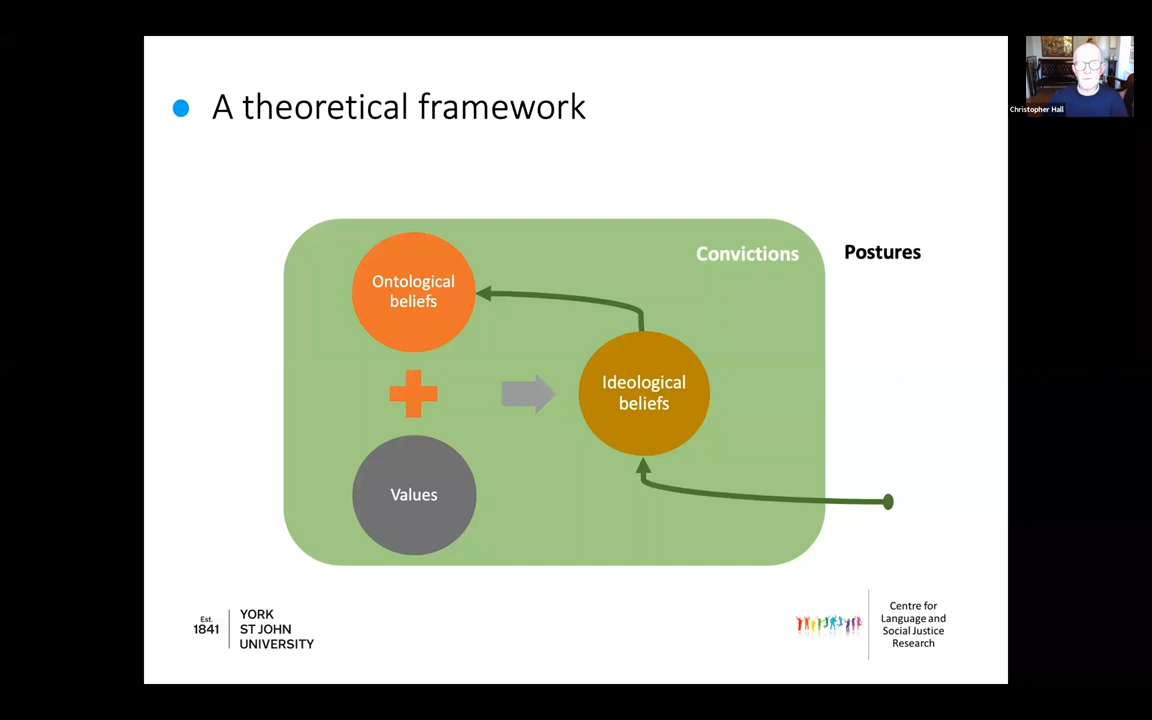 A theoretical framework
Christopher Hall
Convictions
Postures
Ontological
beliefs
Ideological
beliefs
Values
Est.
1841
YORK
ST JOHN
UNIVERSITY
Centre for
Language and
Social Justice
Research